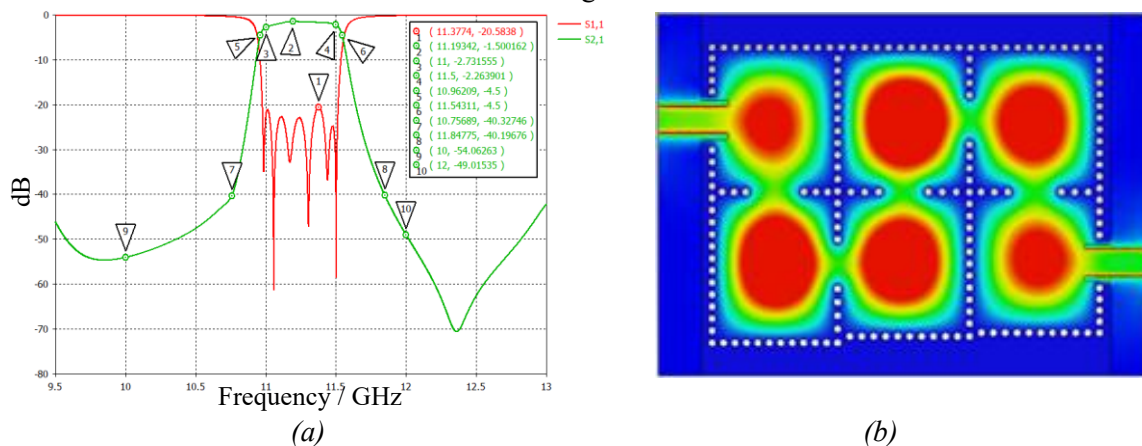 S1,1
S2,1
0
-10
-20
-30
-40
-50
-60
-70
-80
dB
9.5 10 10.5 11 11.5 12 12.5 13
Frequency / GHz
1 ( 11.3774, -20.5838 )
2 ( 11.19342, -1.500162 )
3 ( 11, -2.731555 )
4 ( 11.5, -2.263901 )
5 ( 10.96209, -4.5 )
6 ( 11.54311, -4.5 )
7 ( 10.75689, -40.32746 )
8 ( 11.84775, -40.19676 )
9 ( 10, -54.06263 )
10 ( 12, -49.01535 )
5
3
2
4
6
1
7
8
10
9
(a) (b)